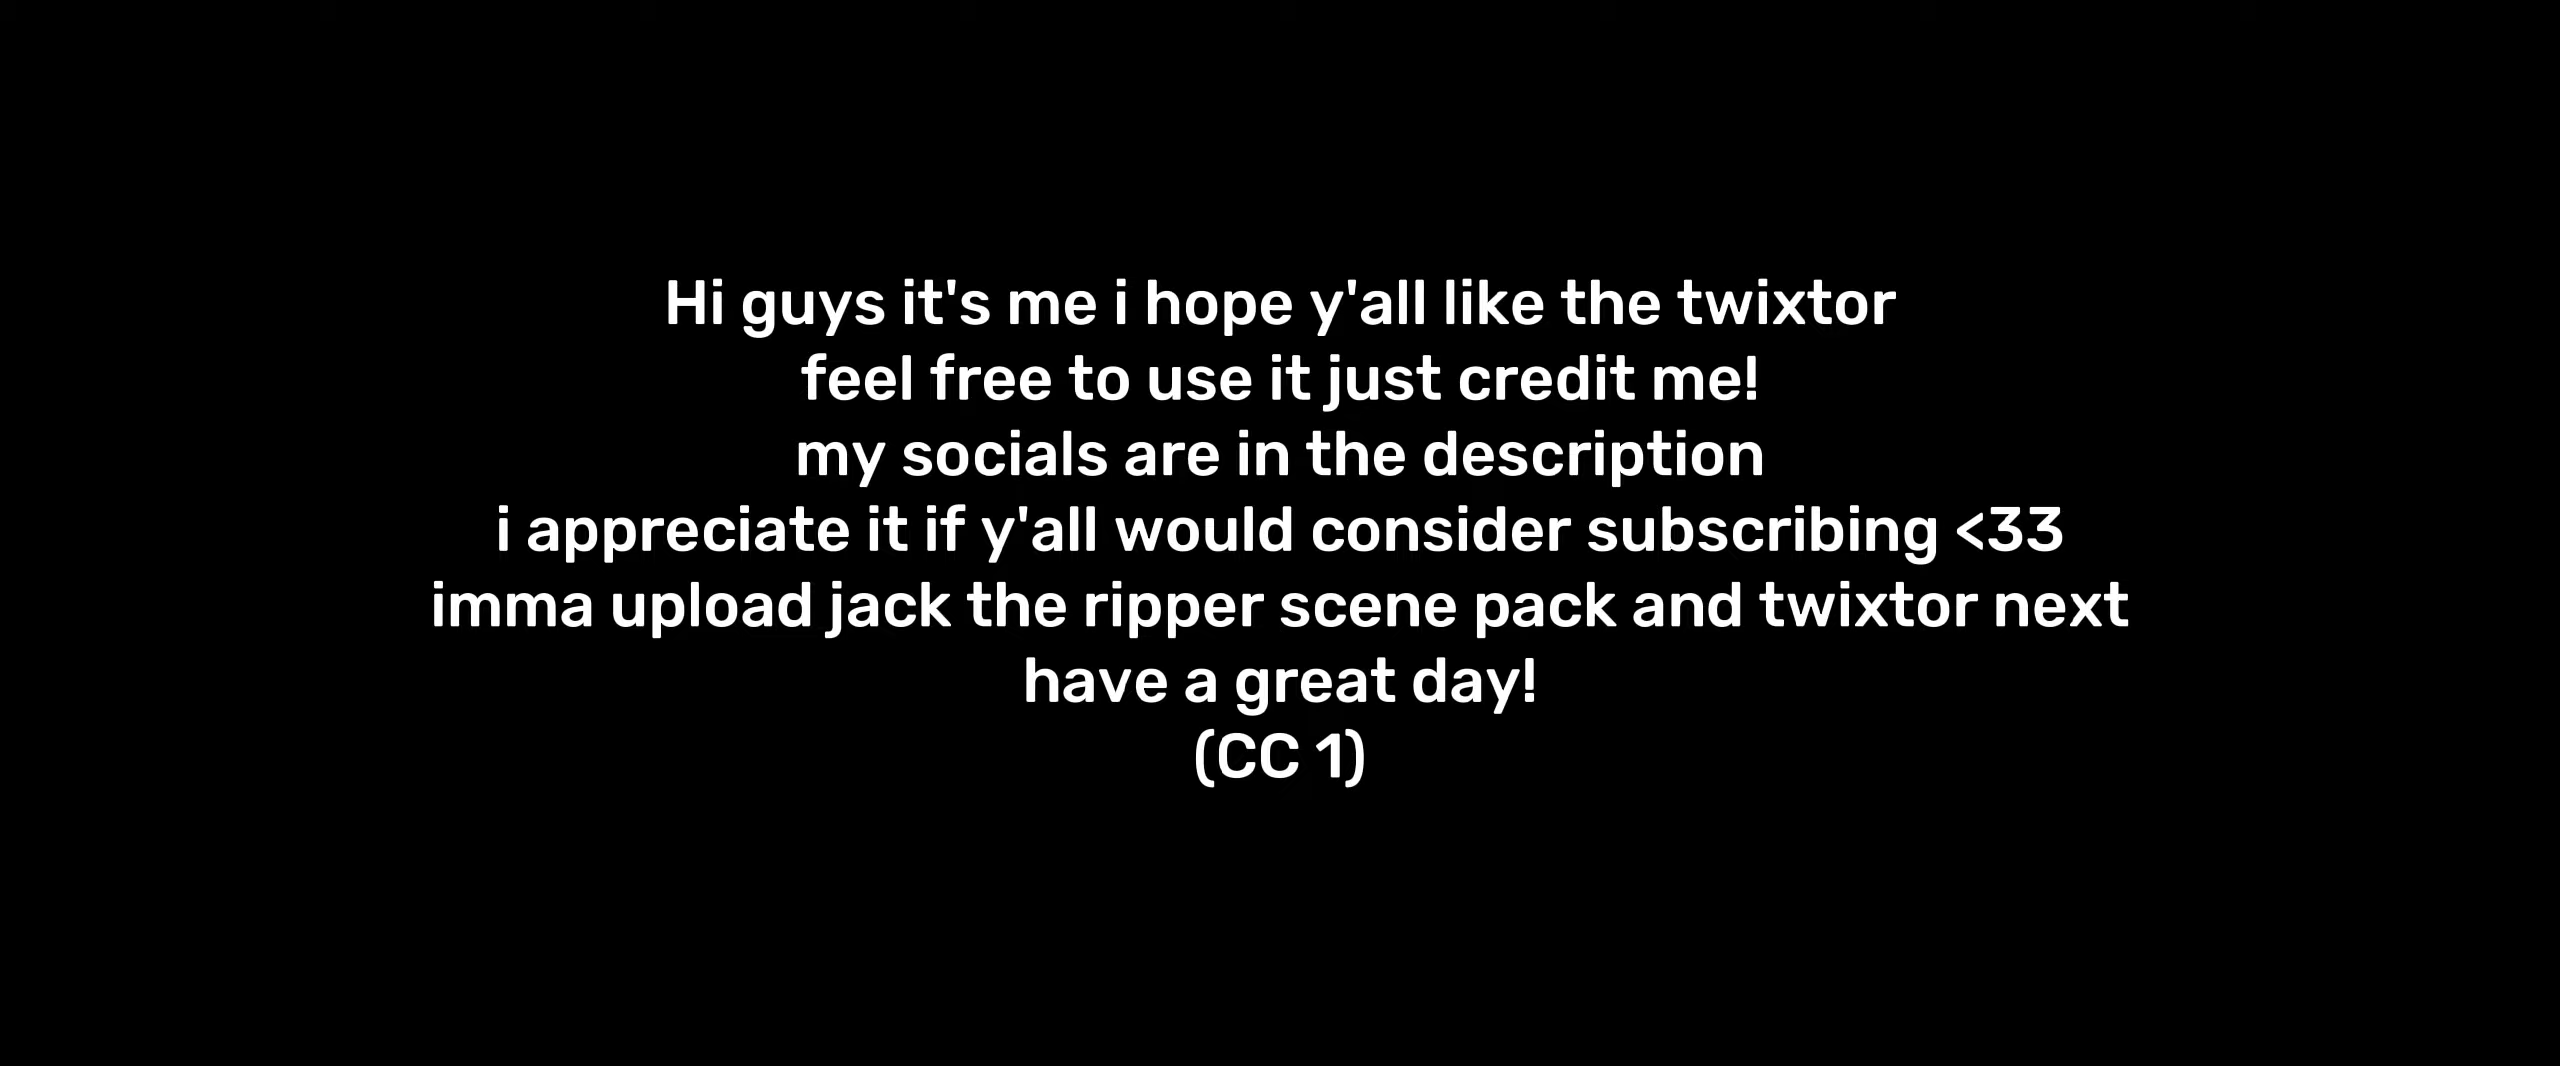 Hi guys it's me i hope y'all like the twixtor
feel free to use it just credit me!
my socials are in the description
i appreciate it if y'all would consider subscribing <33
imma upload jack the ripper scene pack and twixtor next
have a great day!
(CC 1)